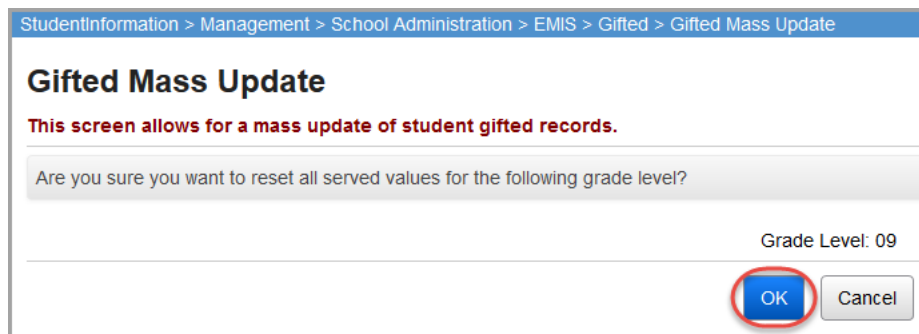 StudentInformation > Management > School Administration > EMIS > Gifted > Gifted Mass Update
Gifted Mass Update
This screen allows for a mass update of student gifted records.
Are you sure you want to reset all served values for the following grade level?
Grade Level: 09
OK Cancel